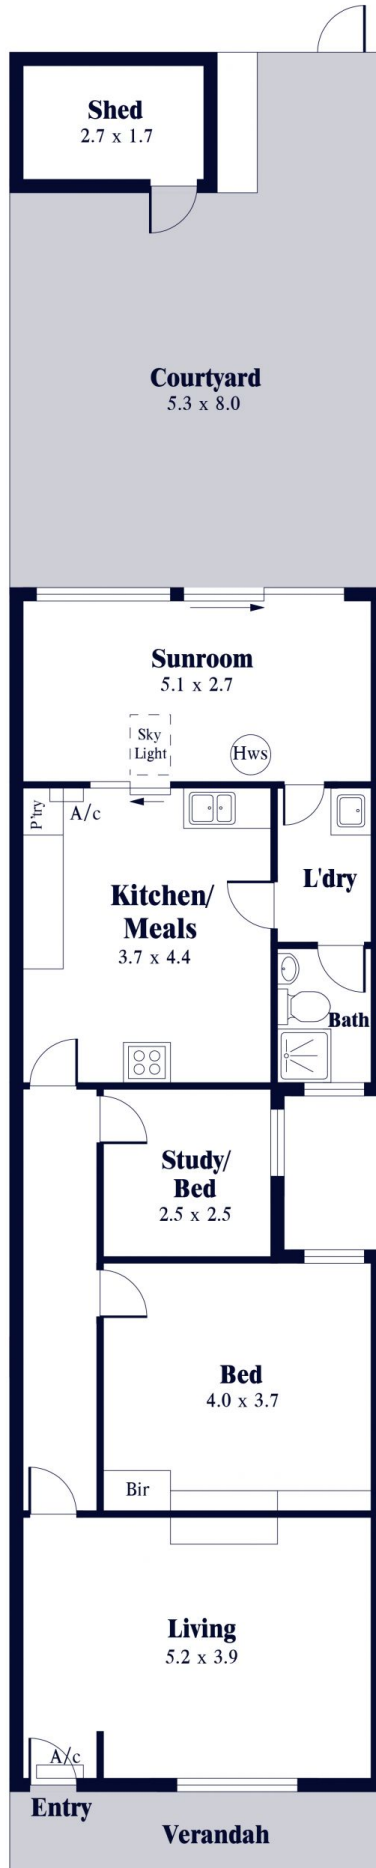 Shed
2.7 x 1.7
Courtyard
5.3 x 8.0
Sunroom
5.1 x 2.7
Sky
Light
Hws
P'try
A/c
L'dry
Kitchen/
Meals
3.7 x 4.4
Bath
Study/
Bed
2.5 x 2.5
Bed
4.0 x 3.7
Bir
Living
5.2 x 3.9
A/c
Entry
Verandah